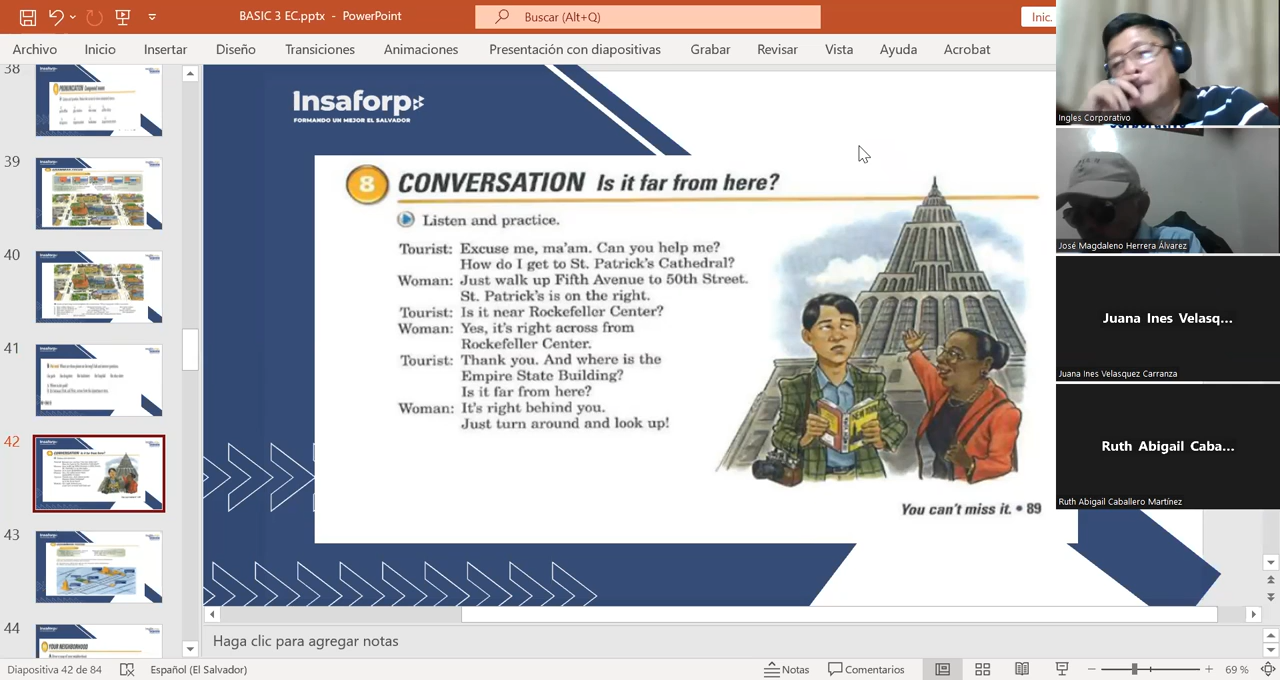 BASIC 3 EC.pptx - PowerPoint
Buscar (Alt+Q)
Inic.
Archivo Inicio Insertar Diseño Transiciones Animaciones Presentación con diapositivas Grabar Revisar Vista Ayuda Acrobat
38
39
40
41
42
43
44
YOUR NEIGHBORHOOD
Insaforp
FORMANDO UN MEJOR EL SALVADOR
8 CONVERSATION Is it far from here?
Listen and practice.
Tourist: Excuse me, ma'am. Can you help me?
How do I get to St. Patrick's Cathedral?
Woman: Just walk up Fifth Avenue to 50th Street.
St. Patrick's is on the right.
Tourist: Is it near Rockefeller Center?
Woman: Yes, it's right across from
Rockefeller Center.
Tourist: Thank you. And where is the
Empire State Building?
Is it far from here?
Woman: It's right behind you.
Just turn around and look up!
NEW YORK
You can't miss it. • 89
Ingles Corporativo
José Magdaleno Herrera Alvarez
Juana Ines Velasq...
Juana Ines Velasquez Carranza
Ruth Abigail Caba...
Ruth Abigail Caballero Martínez
Haga clic para agregar notas
Diapositiva 42 de 84 Español (El Salvador) Notas Comentarios 69 %